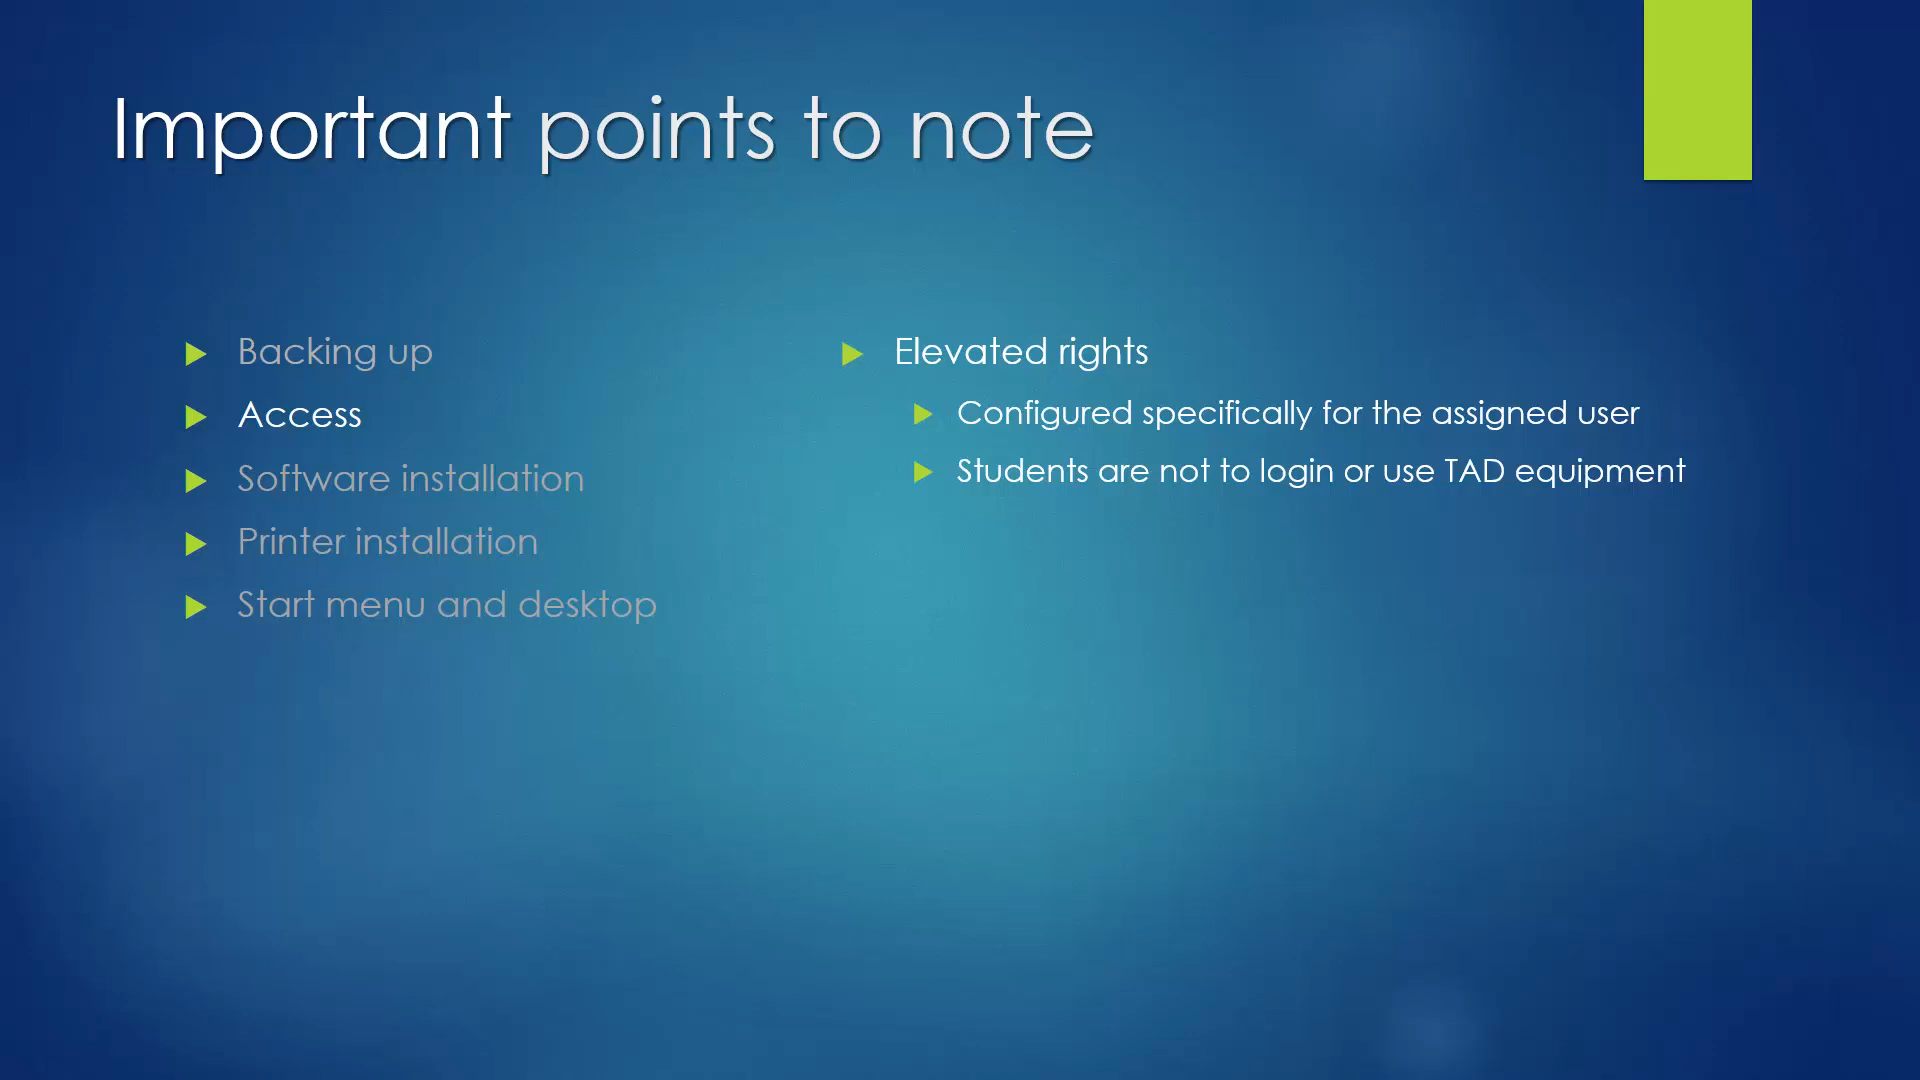 Important points to note
Backing up
Access
Software installation
Printer installation
Start menu and desktop
Elevated rights
Configured specifically for the assigned user
Students are not to login or use TAD equipment